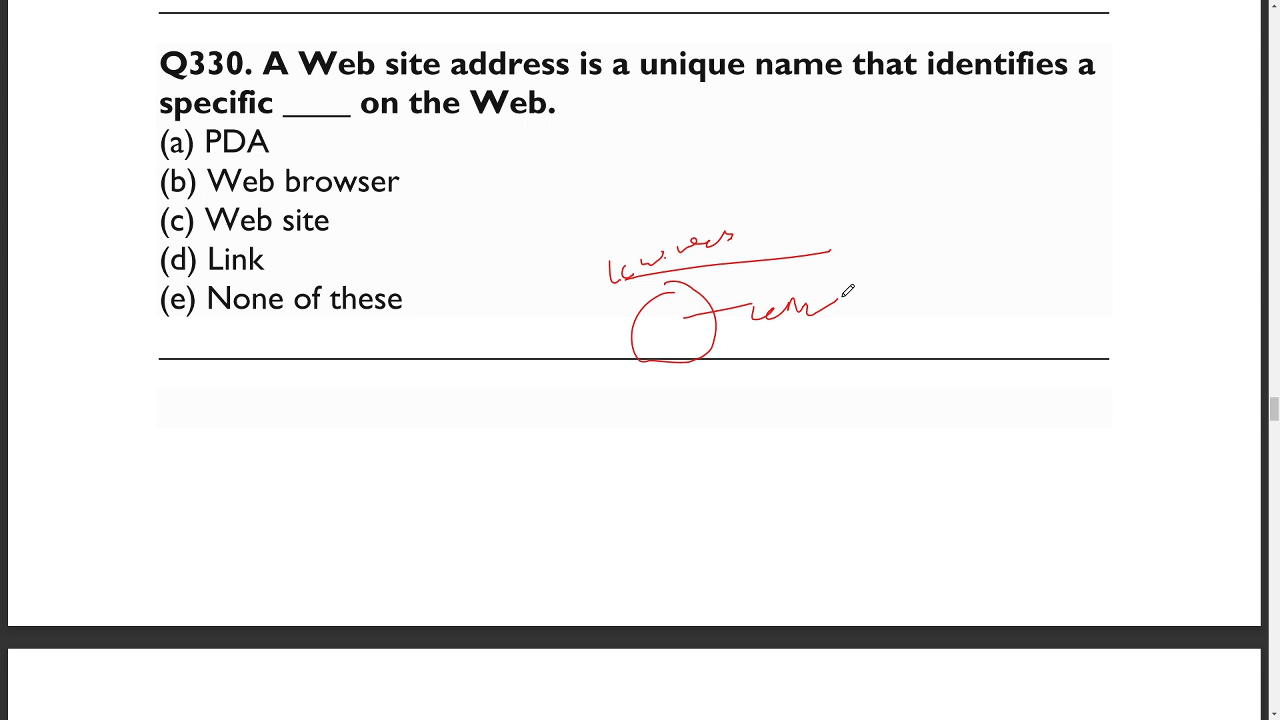 Q330. A Web site address is a unique name that identifies a
specific ____ on the Web.
(a) PDA
(b) Web browser
(c) Web site
(d) Link
(e) None of these